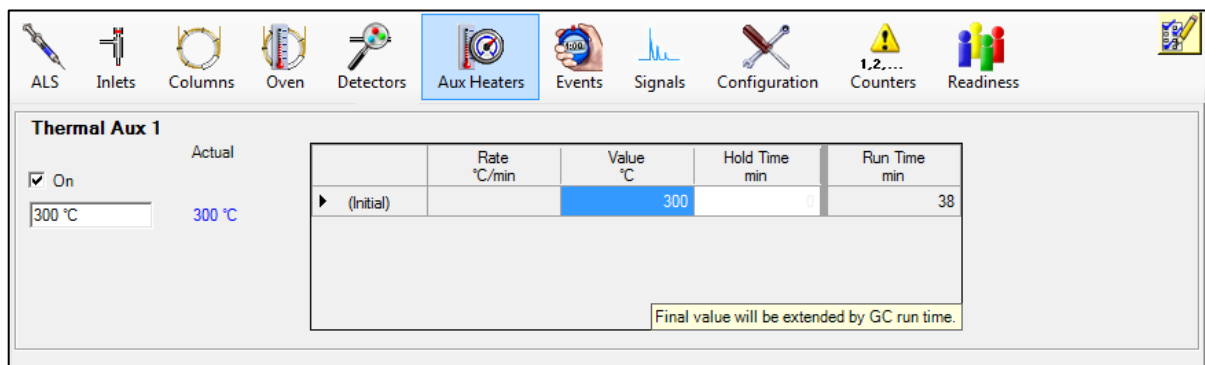 1:00
1,2,...
ALS Inlets Columns Oven Detectors Aux Heaters Events Signals Configuration Counters Readiness
Thermal Aux 1
Actual
On
300 °C 300 °C
Rate Value Hold Time Run Time
°C/min °C min min
(Initial) 300 0 38
Final value will be extended by GC run time.